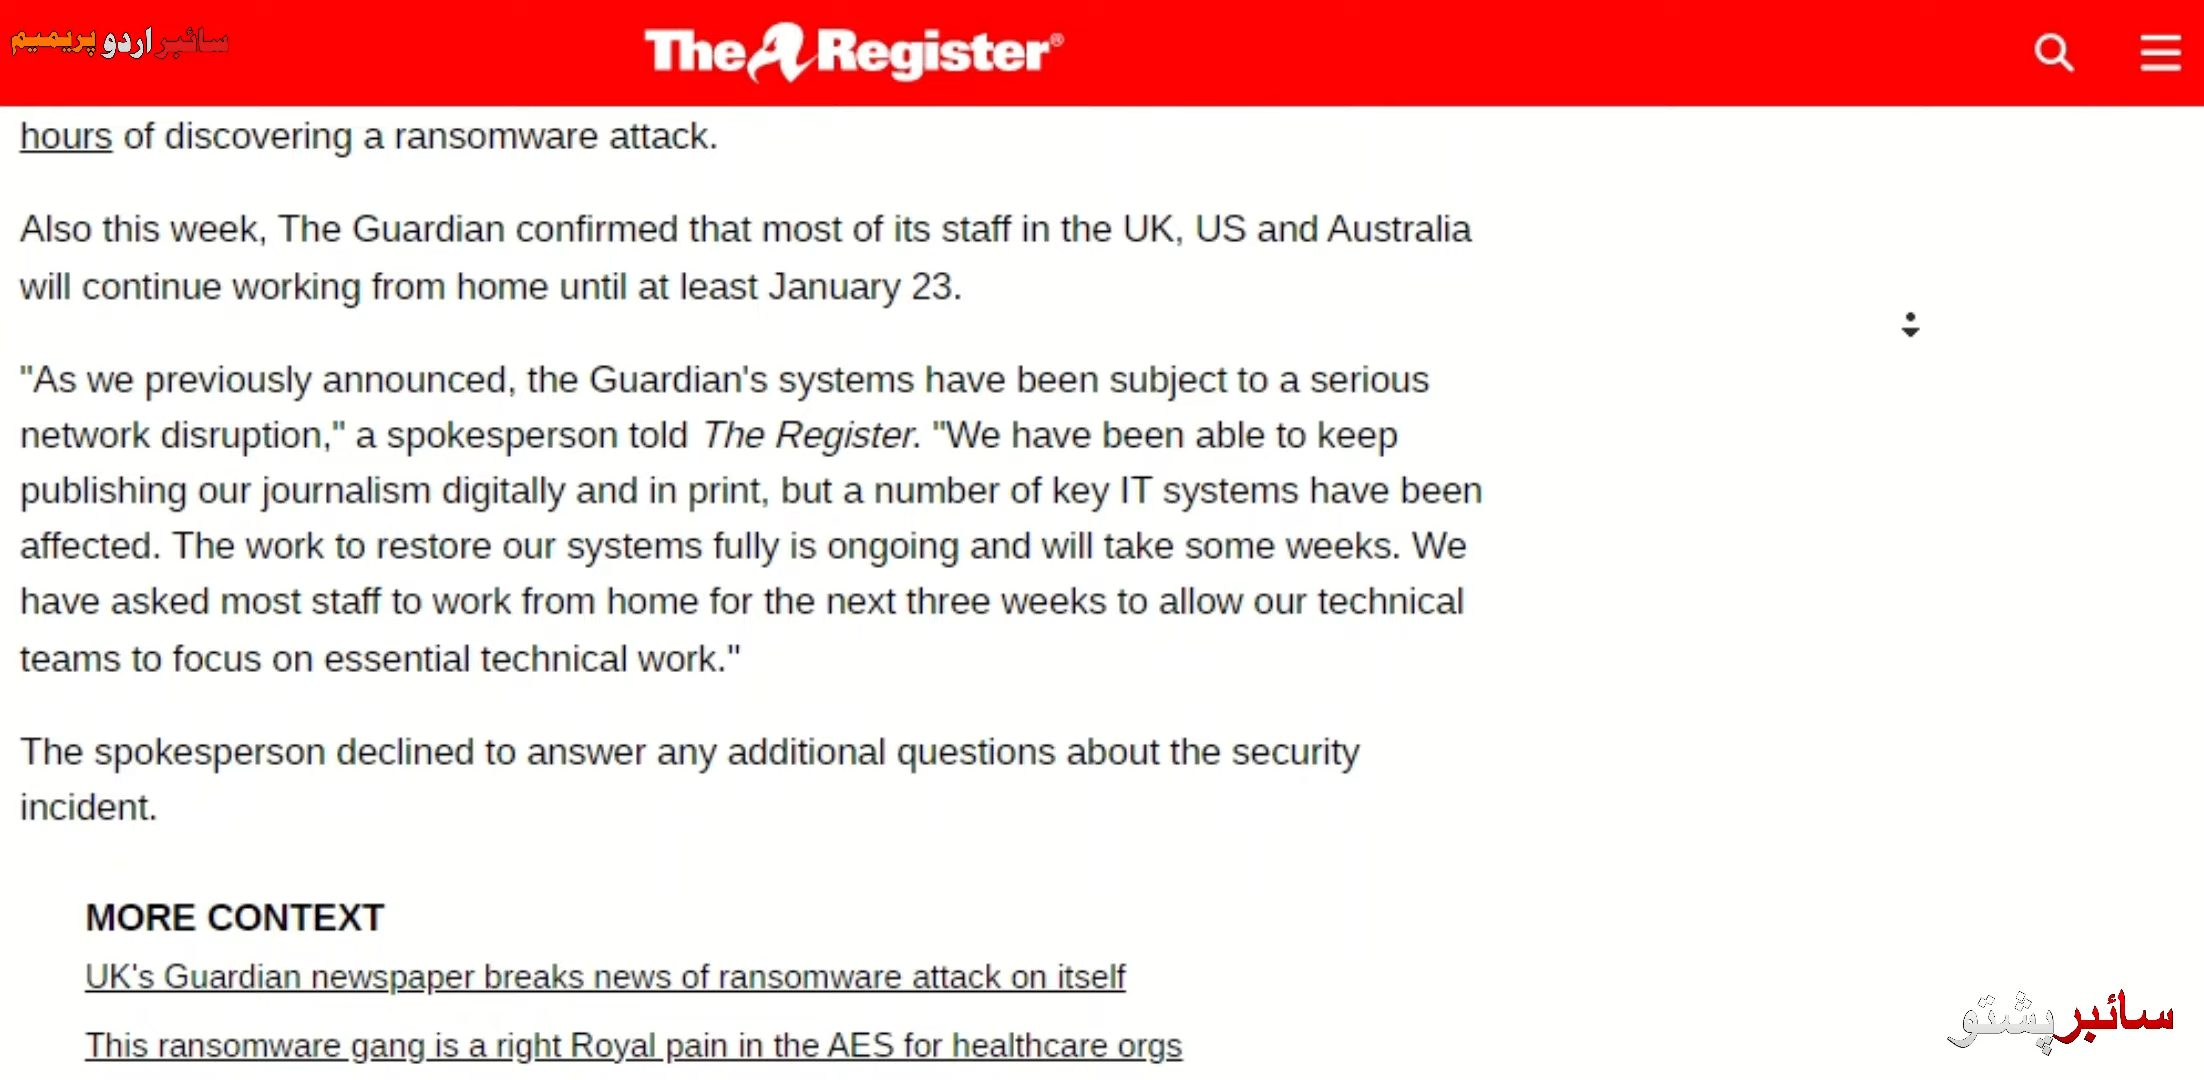 سائبر اردو پریمیم
The Register®
hours of discovering a ransomware attack.
Also this week, The Guardian confirmed that most of its staff in the UK, US and Australia
will continue working from home until at least January 23.
"As we previously announced, the Guardian's systems have been subject to a serious
network disruption," a spokesperson told The Register. "We have been able to keep
publishing our journalism digitally and in print, but a number of key IT systems have been
affected. The work to restore our systems fully is ongoing and will take some weeks. We
have asked most staff to work from home for the next three weeks to allow our technical
teams to focus on essential technical work."
The spokesperson declined to answer any additional questions about the security
incident.
MORE CONTEXT
UK's Guardian newspaper breaks news of ransomware attack on itself
This ransomware gang is a right Royal pain in the AES for healthcare orgs
سائبر پشتو